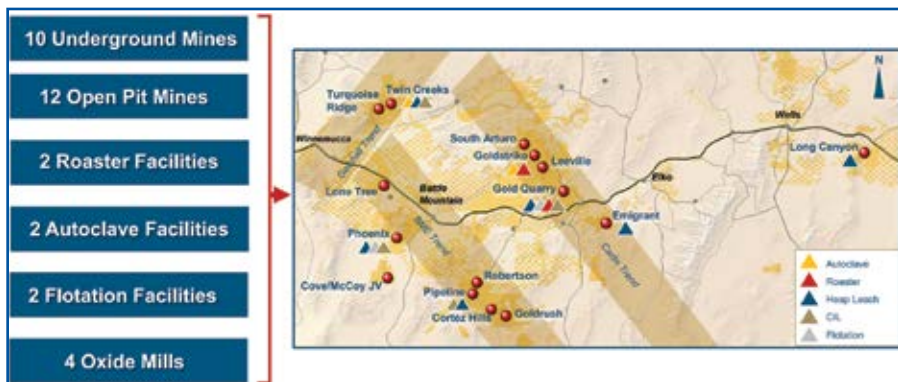 10 Underground Mines
12 Open Pit Mines
2 Roaster Facilities
2 Autoclave Facilities
2 Flotation Facilities
4 Oxide Mills
N
Twin Creeks
Turquoise
Ridge
Wells
Winnemucca
South Arturo
Goldstrike
Leeville
Long Canyon
Elko
Lone Tree
Battle
Mountain
Gold Quarry
Emigrant
Phoenix
Carlin Trend
Cove/McCoy JV
Robertson
Pipeline
Cortez Hills
Goldrush
Autoclave
Roaster
Heap Leach
CIL
Flotation